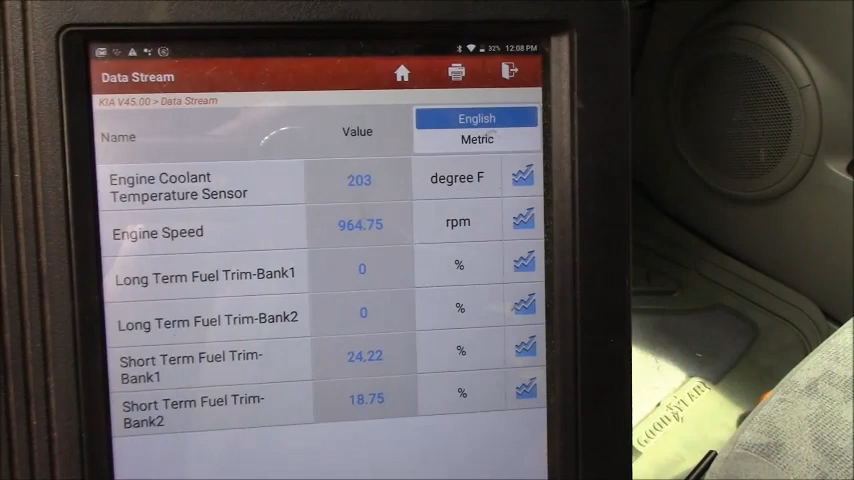 32% 12:08 PM
Data Stream
KIA V45.00 > Data Stream
Name Value English
Metric
Engine Coolant
Temperature Sensor 203 degree F
Engine Speed 964.75 rpm
Long Term Fuel Trim-Bank1 0 %
Long Term Fuel Trim-Bank2 0 %
Short Term Fuel Trim-
Bank1 24.22 %
Short Term Fuel Trim-
Bank2 18.75 %
GOODYEAR